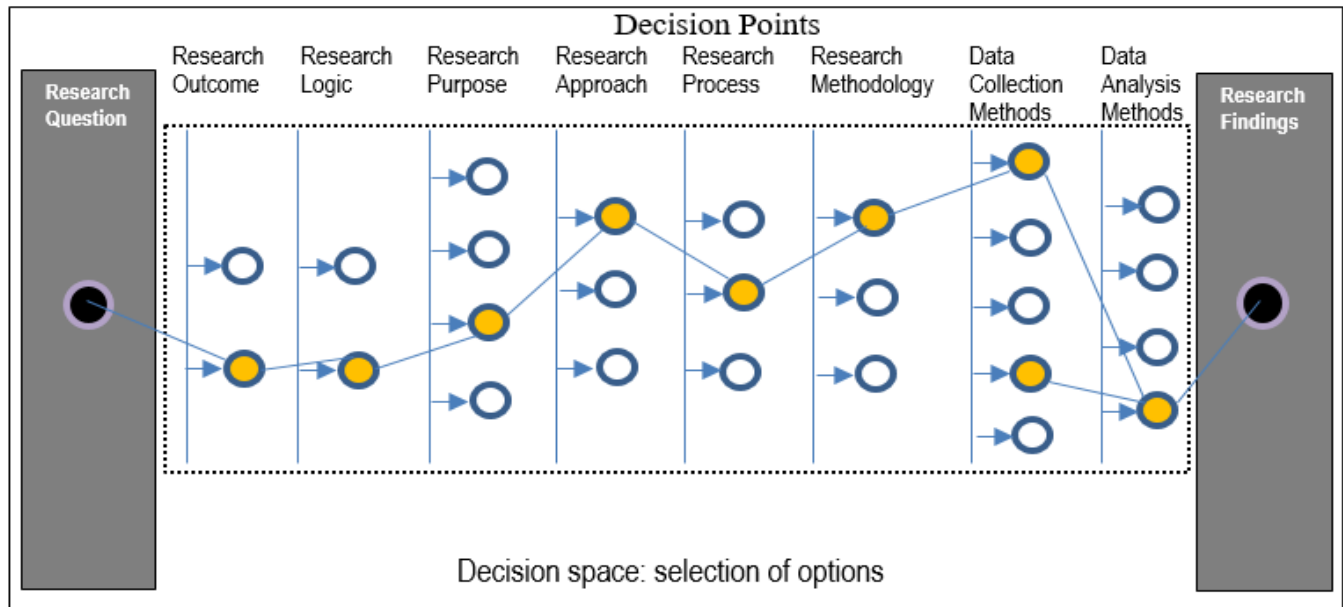 Decision Points
Research
Outcome
Research
Logic
Research
Purpose
Research
Approach
Research
Process
Research
Methodology
Data
Collection
Methods
Data
Analysis
Methods
Research
Question
Research
Findings
Decision space: selection of options